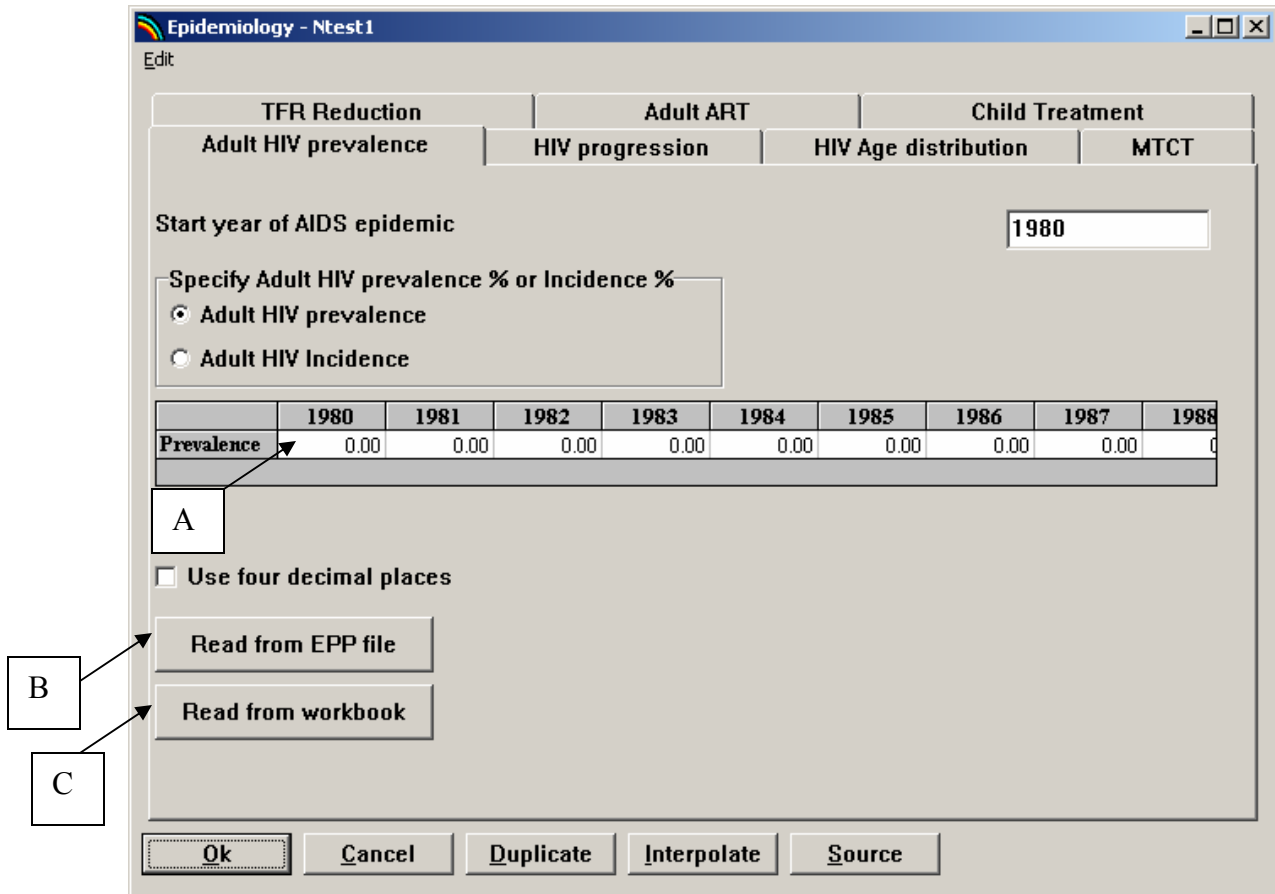 Epidemiology - Ntest1
Edit
TFR Reduction Adult ART Child Treatment
Adult HIV prevalence HIV progression HIV Age distribution MTCT
Start year of AIDS epidemic 1980
Specify Adult HIV prevalence % or Incidence %
Adult HIV prevalence
Adult HIV Incidence
1980 1981 1982 1983 1984 1985 1986 1987 1988
Prevalence 0.00 0.00 0.00 0.00 0.00 0.00 0.00 0.00
A
Use four decimal places
Read from EPP file
B
Read from workbook
C
Ok Cancel Duplicate Interpolate Source